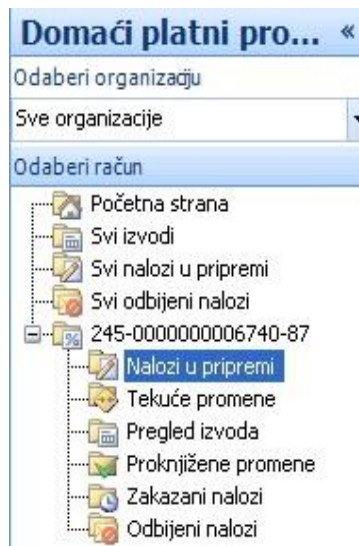 Domaći platni pro... «
Odaberi organizaciju
Sve organizacije
Odaberi račun
Početna strana
Svi izvodi
Svi nalozi u pripremi
Svi odbijeni nalozi
245-0000000006740-87
Nalozi u pripremi
Tekuće promene
Pregled izvoda
Proknjižene promene
Zakazani nalozi
Odbijeni nalozi